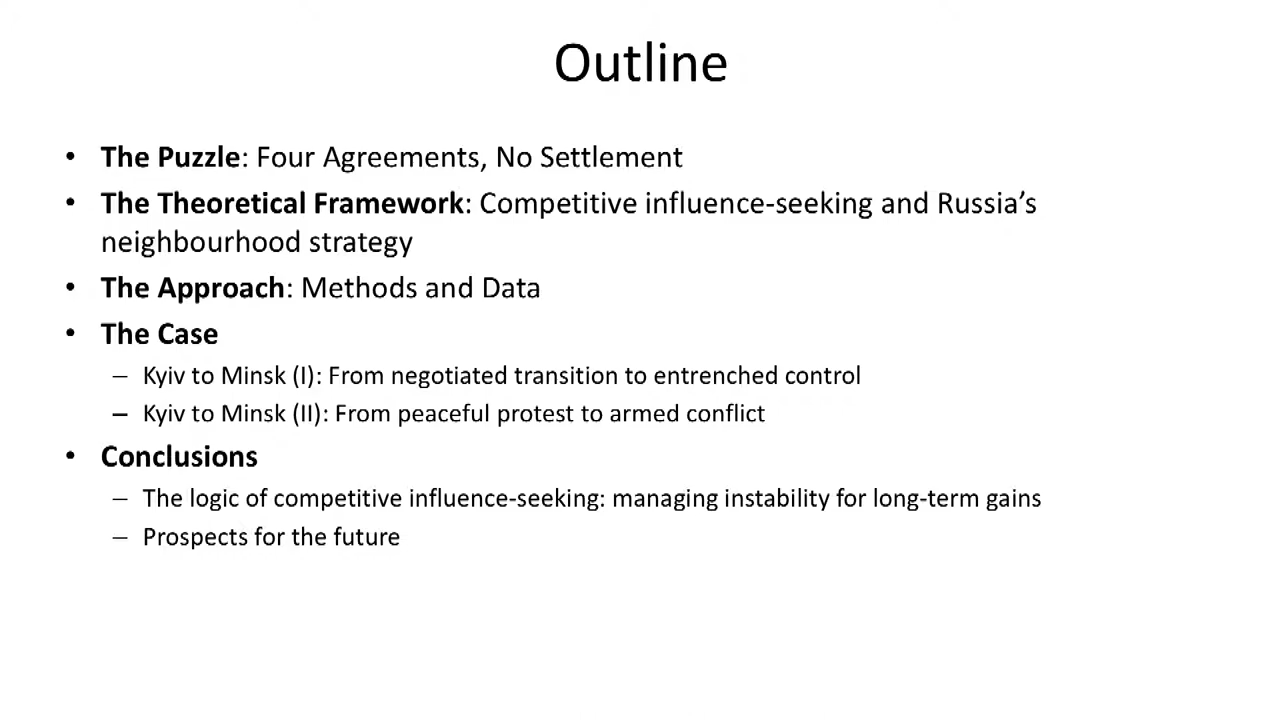 Outline
• The Puzzle: Four Agreements, No Settlement
• The Theoretical Framework: Competitive influence-seeking and Russia’s
neighbourhood strategy
• The Approach: Methods and Data
• The Case
– Kyiv to Minsk (I): From negotiated transition to entrenched control
– Kyiv to Minsk (II): From peaceful protest to armed conflict
• Conclusions
– The logic of competitive influence-seeking: managing instability for long-term gains
– Prospects for the future